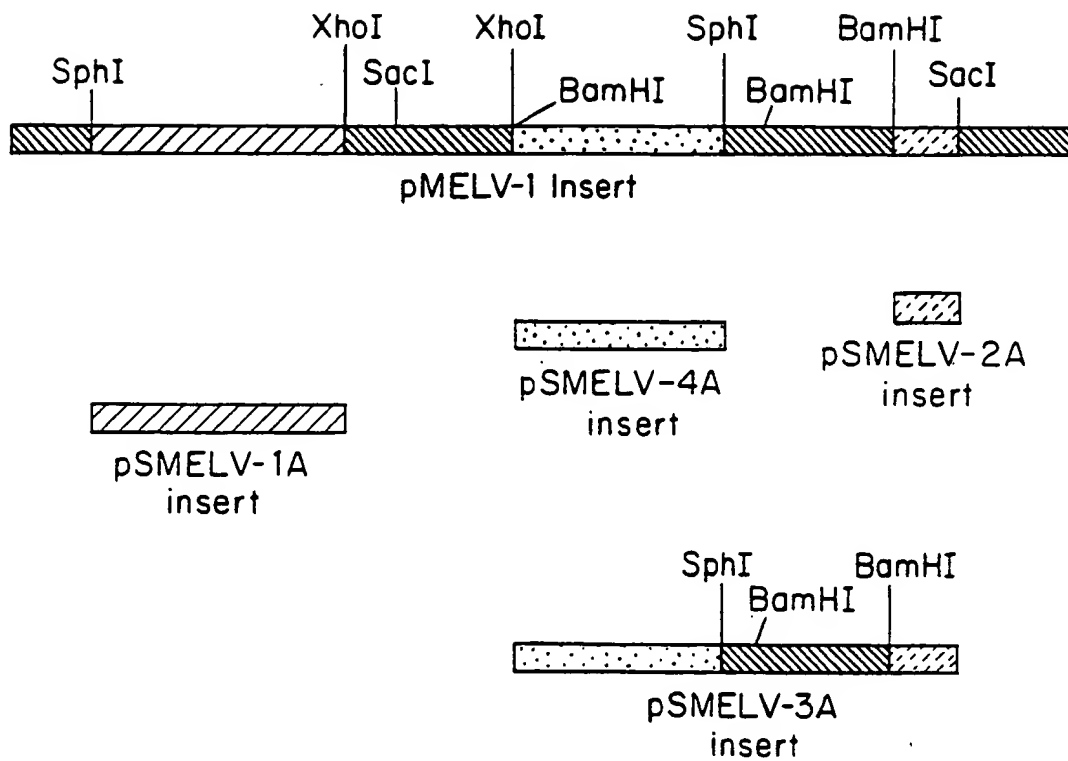 XhoI XhoI SphI BamHI
SphI SacI BamHI BamHI SacI
pMELV-1 Insert
pSMELV-2A
insert
pSMELV-4A
insert
pSMELV-1A
insert
SphI BamHI
BamHI
pSMELV-3A
insert